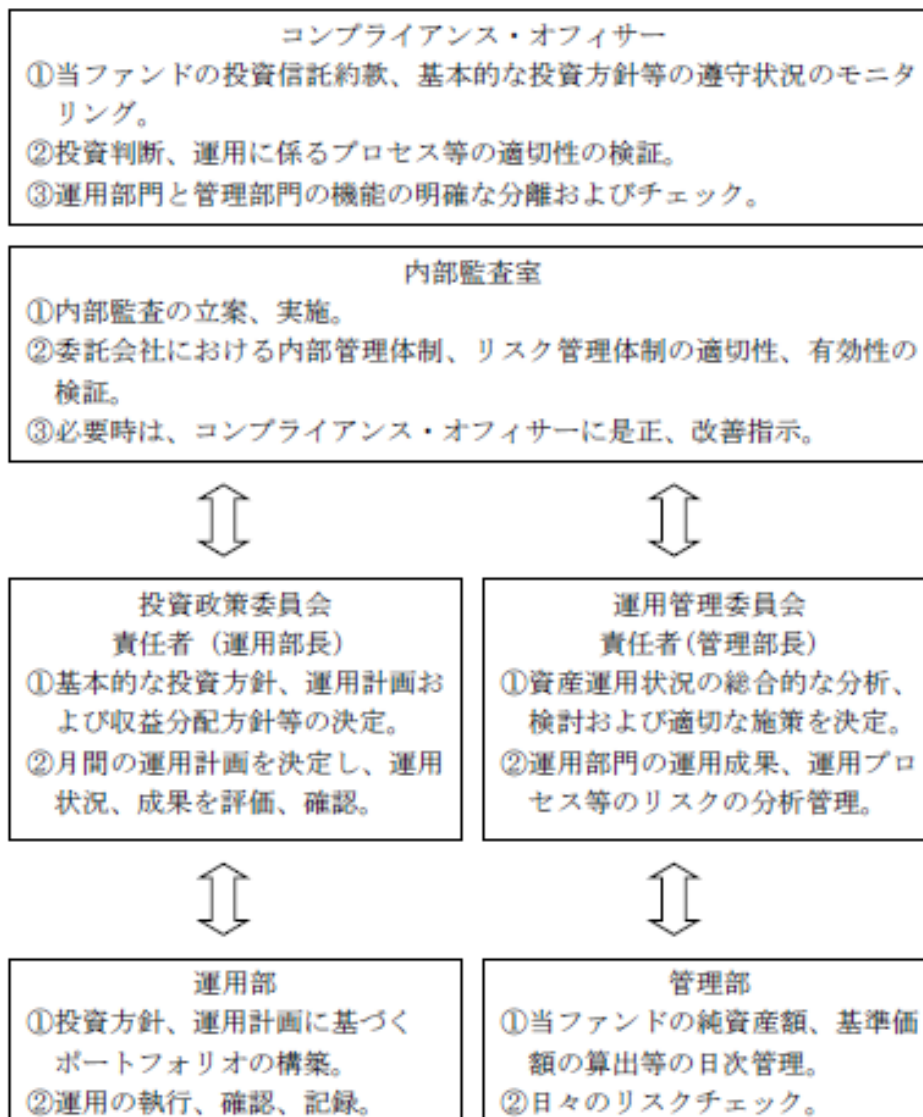 コンプライアンス・オフィサー
①当ファンドの投資信託約款、基本的な投資方針等の遵守状況のモニタ
リング。
②投資判断、運用に係るプロセス等の適切性の検証。
③運用部門と管理部門の機能の明確な分離およびチェック。
内部監査室
①内部監査の立案、実施。
②委託会社における内部管理体制、リスク管理体制の適切性、有効性の
検証。
③必要時は、コンプライアンス・オフィサーに是正、改善指示。
投資政策委員会
責任者（運用部長）
①基本的な投資方針、運用計画お
よび収益分配方針等の決定。
②月間の運用計画を決定し、運用
状況、成果を評価、確認。
運用管理委員会
責任者(管理部長)
①資産運用状況の総合的な分析、
検討および適切な施策を決定。
②運用部門の運用成果、運用プロ
セス等のリスクの分析管理。
運用部
①投資方針、運用計画に基づく
ポートフォリオの構築。
②運用の執行、確認、記録。
管理部
①当ファンドの純資産額、基準価
額の算出等の日次管理。
②日々のリスクチェック。